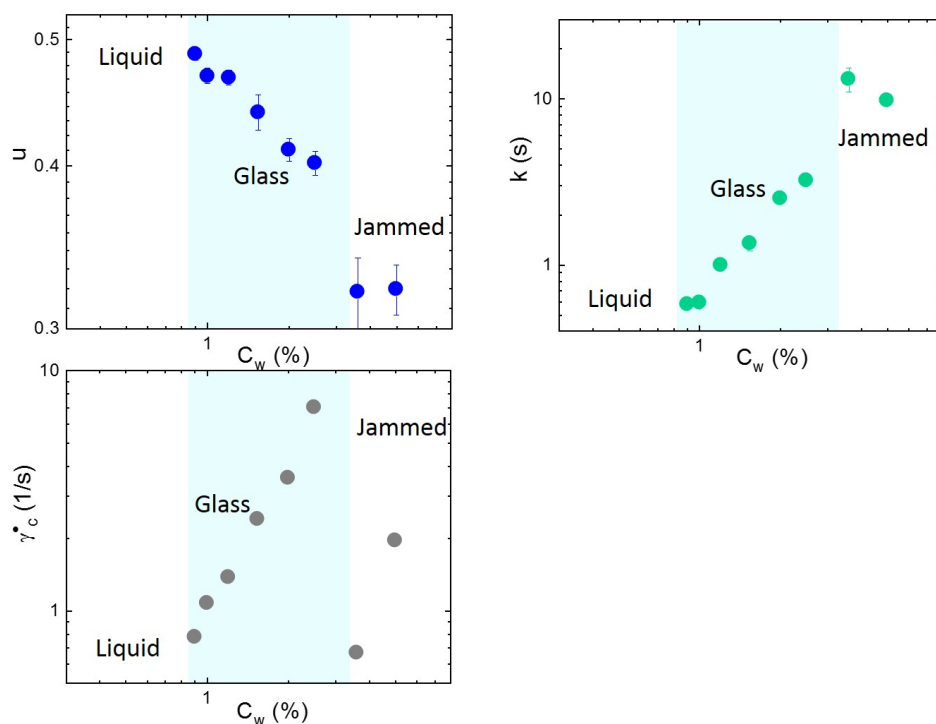 0.5
0.4
0.3
u
Liquid
Glass
Jammed
1
C_w (%)
10
1
k (s)
Jammed
Glass
Liquid
1
C_w (%)
10
1
γ̇_c (1/s)
Jammed
Glass
Liquid
1
C_w (%)